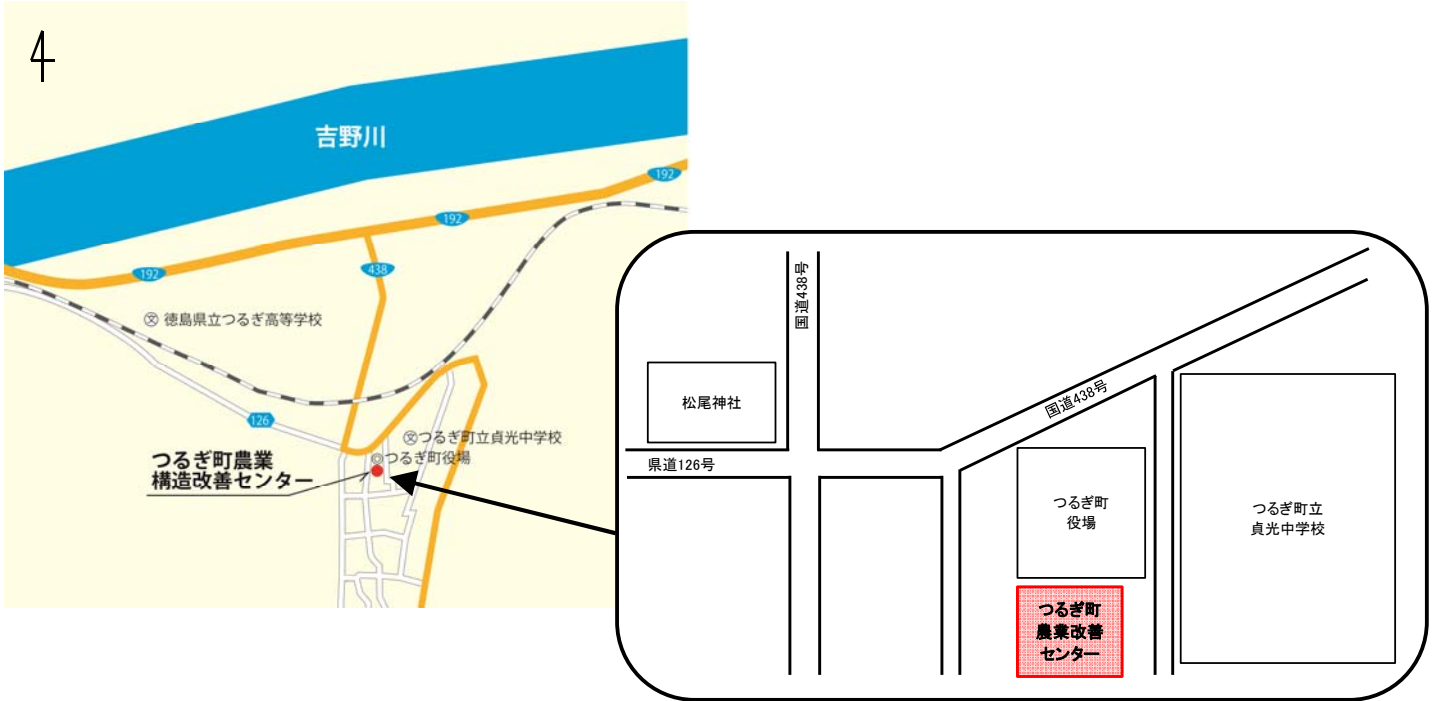 4
吉野川
192
192
192
438
徳島県立つるぎ高等学校
126
つるぎ町立貞光中学校
つるぎ町役場
つるぎ町農業
構造改善センター
国道438号
松尾神社
国道438号
県道126号
つるぎ町
役場
つるぎ町立
貞光中学校
つるぎ町
農業改善
センター